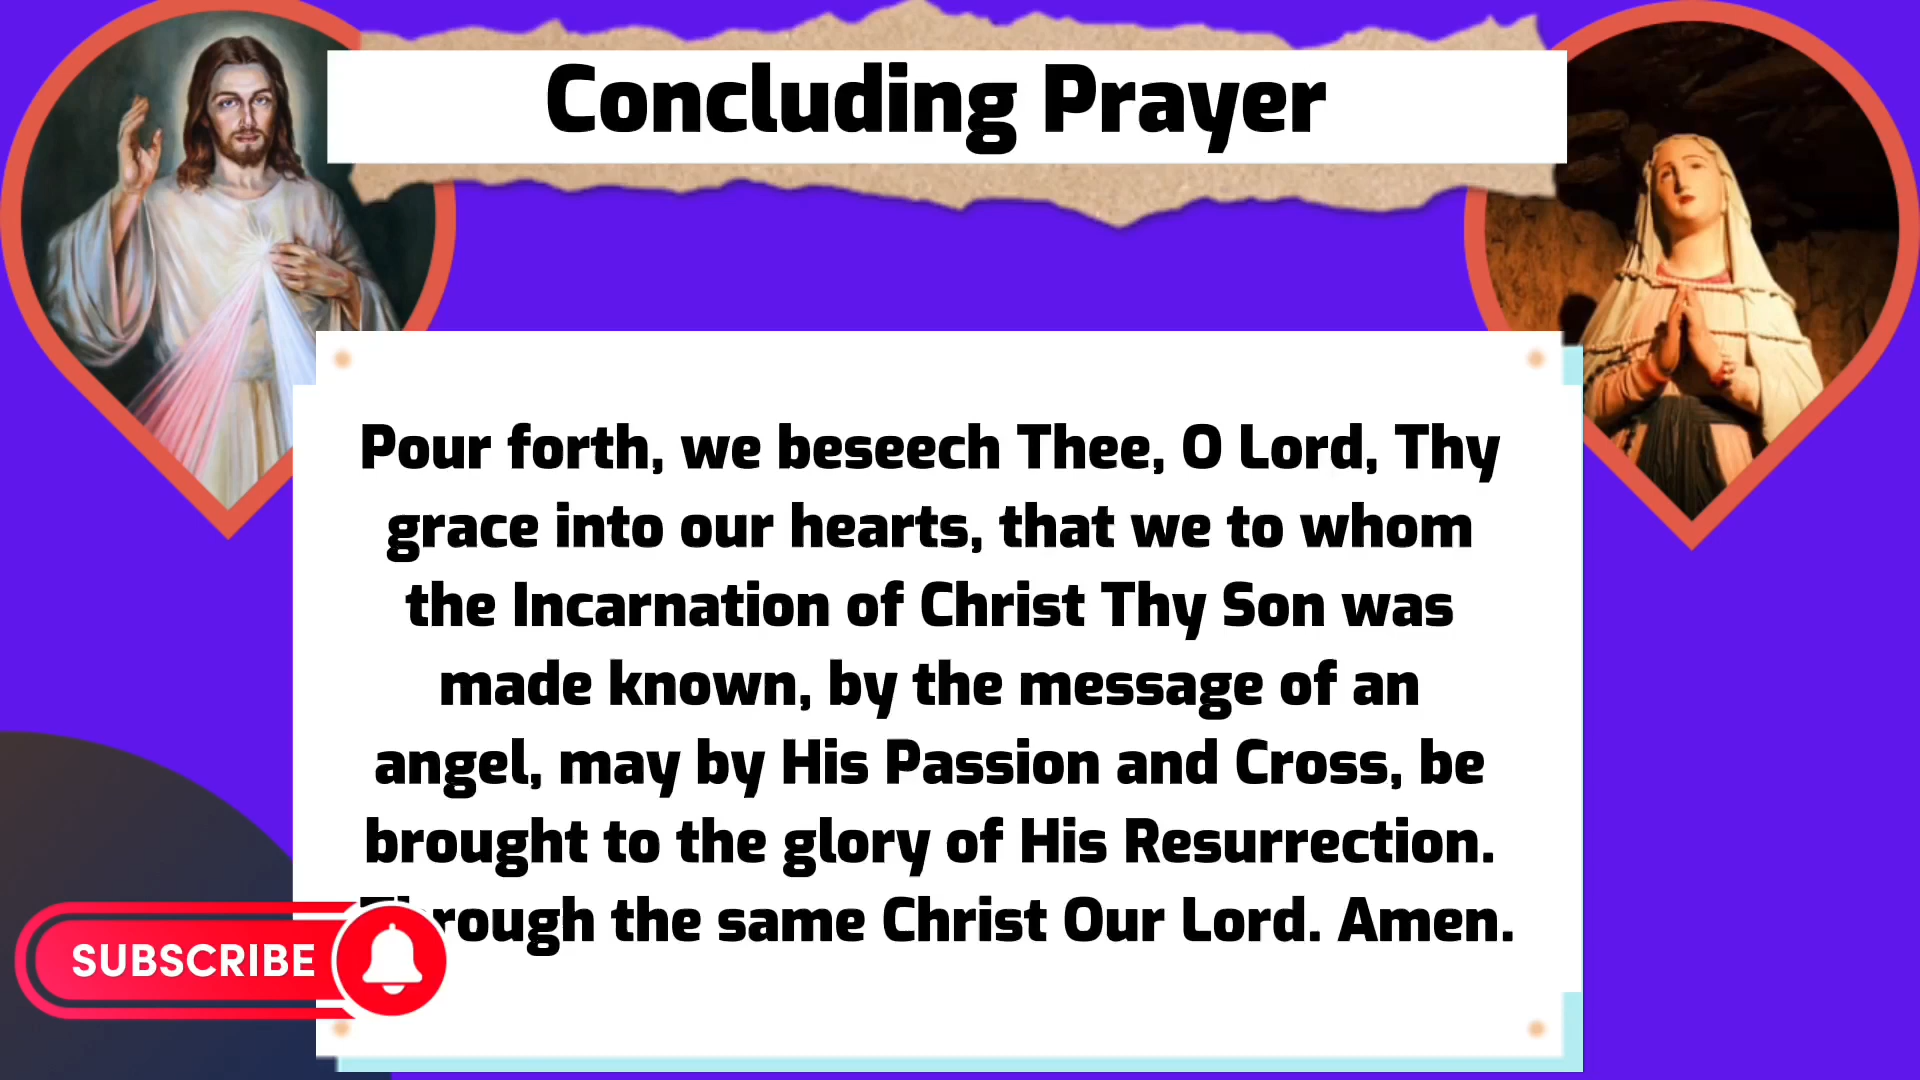 Concluding Prayer
Pour forth, we beseech Thee, O Lord, Thy
grace into our hearts, that we to whom
the Incarnation of Christ Thy Son was
made known, by the message of an
angel, may by His Passion and Cross, be
brought to the glory of His Resurrection.
Through the same Christ Our Lord. Amen.
SUBSCRIBE